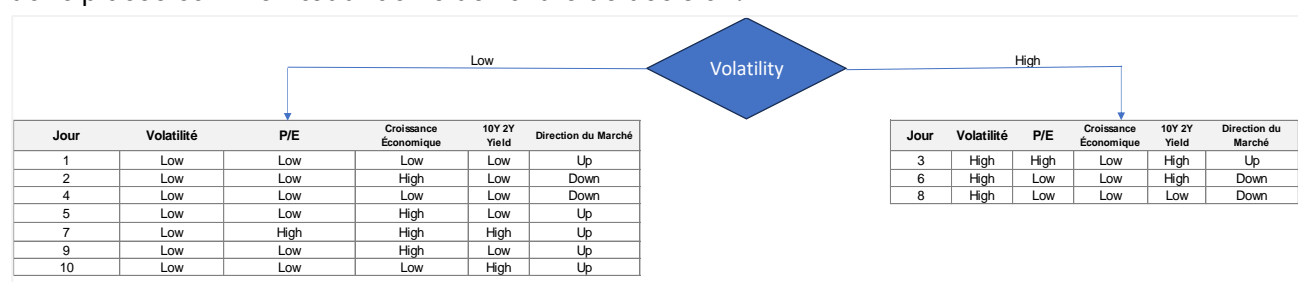 Low
Volatility
High
Jour Volatilité P/E Croissance Économique 10Y 2Y Yield Direction du Marché
1 Low Low Low Low Up
2 Low Low High Low Down
4 Low Low Low Low Down
5 Low Low High Low Up
7 Low High High High Up
9 Low Low High Low Up
10 Low Low Low High Up
Jour Volatilité P/E Croissance Économique 10Y 2Y Yield Direction du Marché
3 High High Low High Up
6 High Low Low High Down
8 High Low Low Low Down